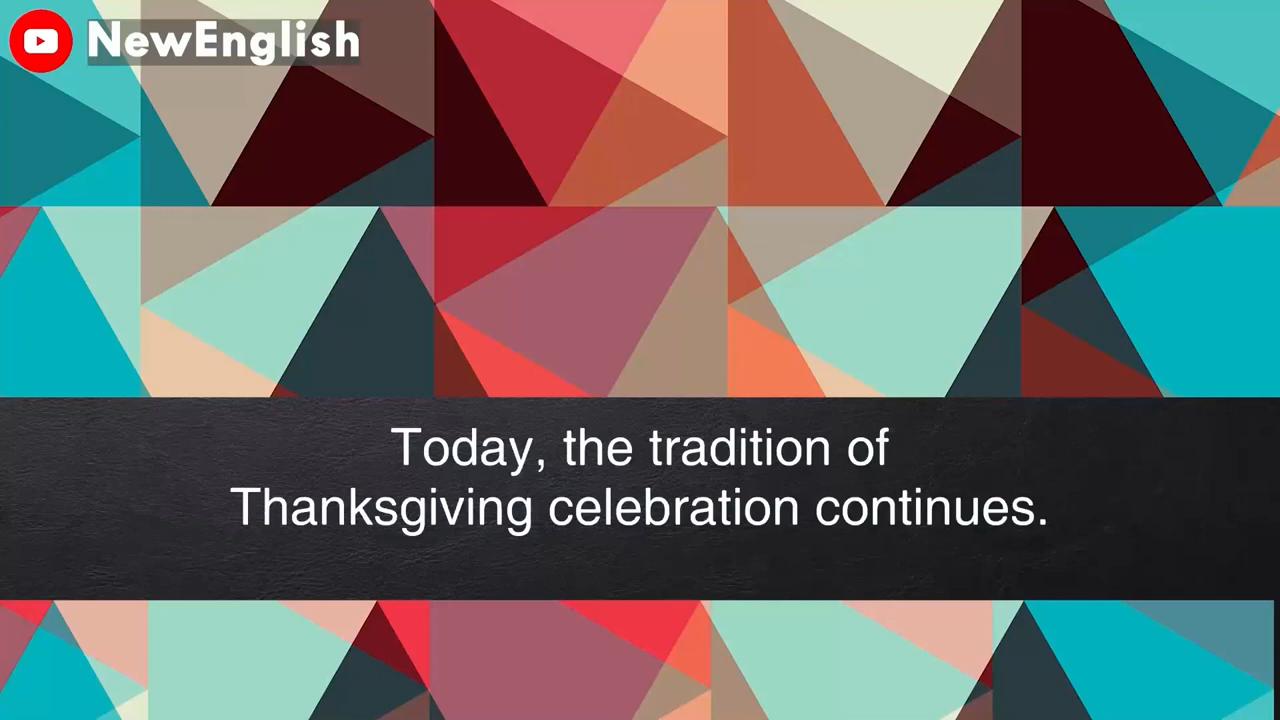 NewEnglish
Today, the tradition of
Thanksgiving celebration continues.